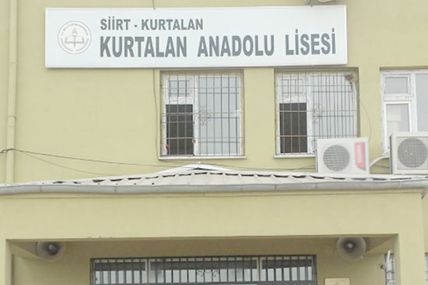 SİİRT - KURTALAN
KURTALAN ANADOLU LİSESİ